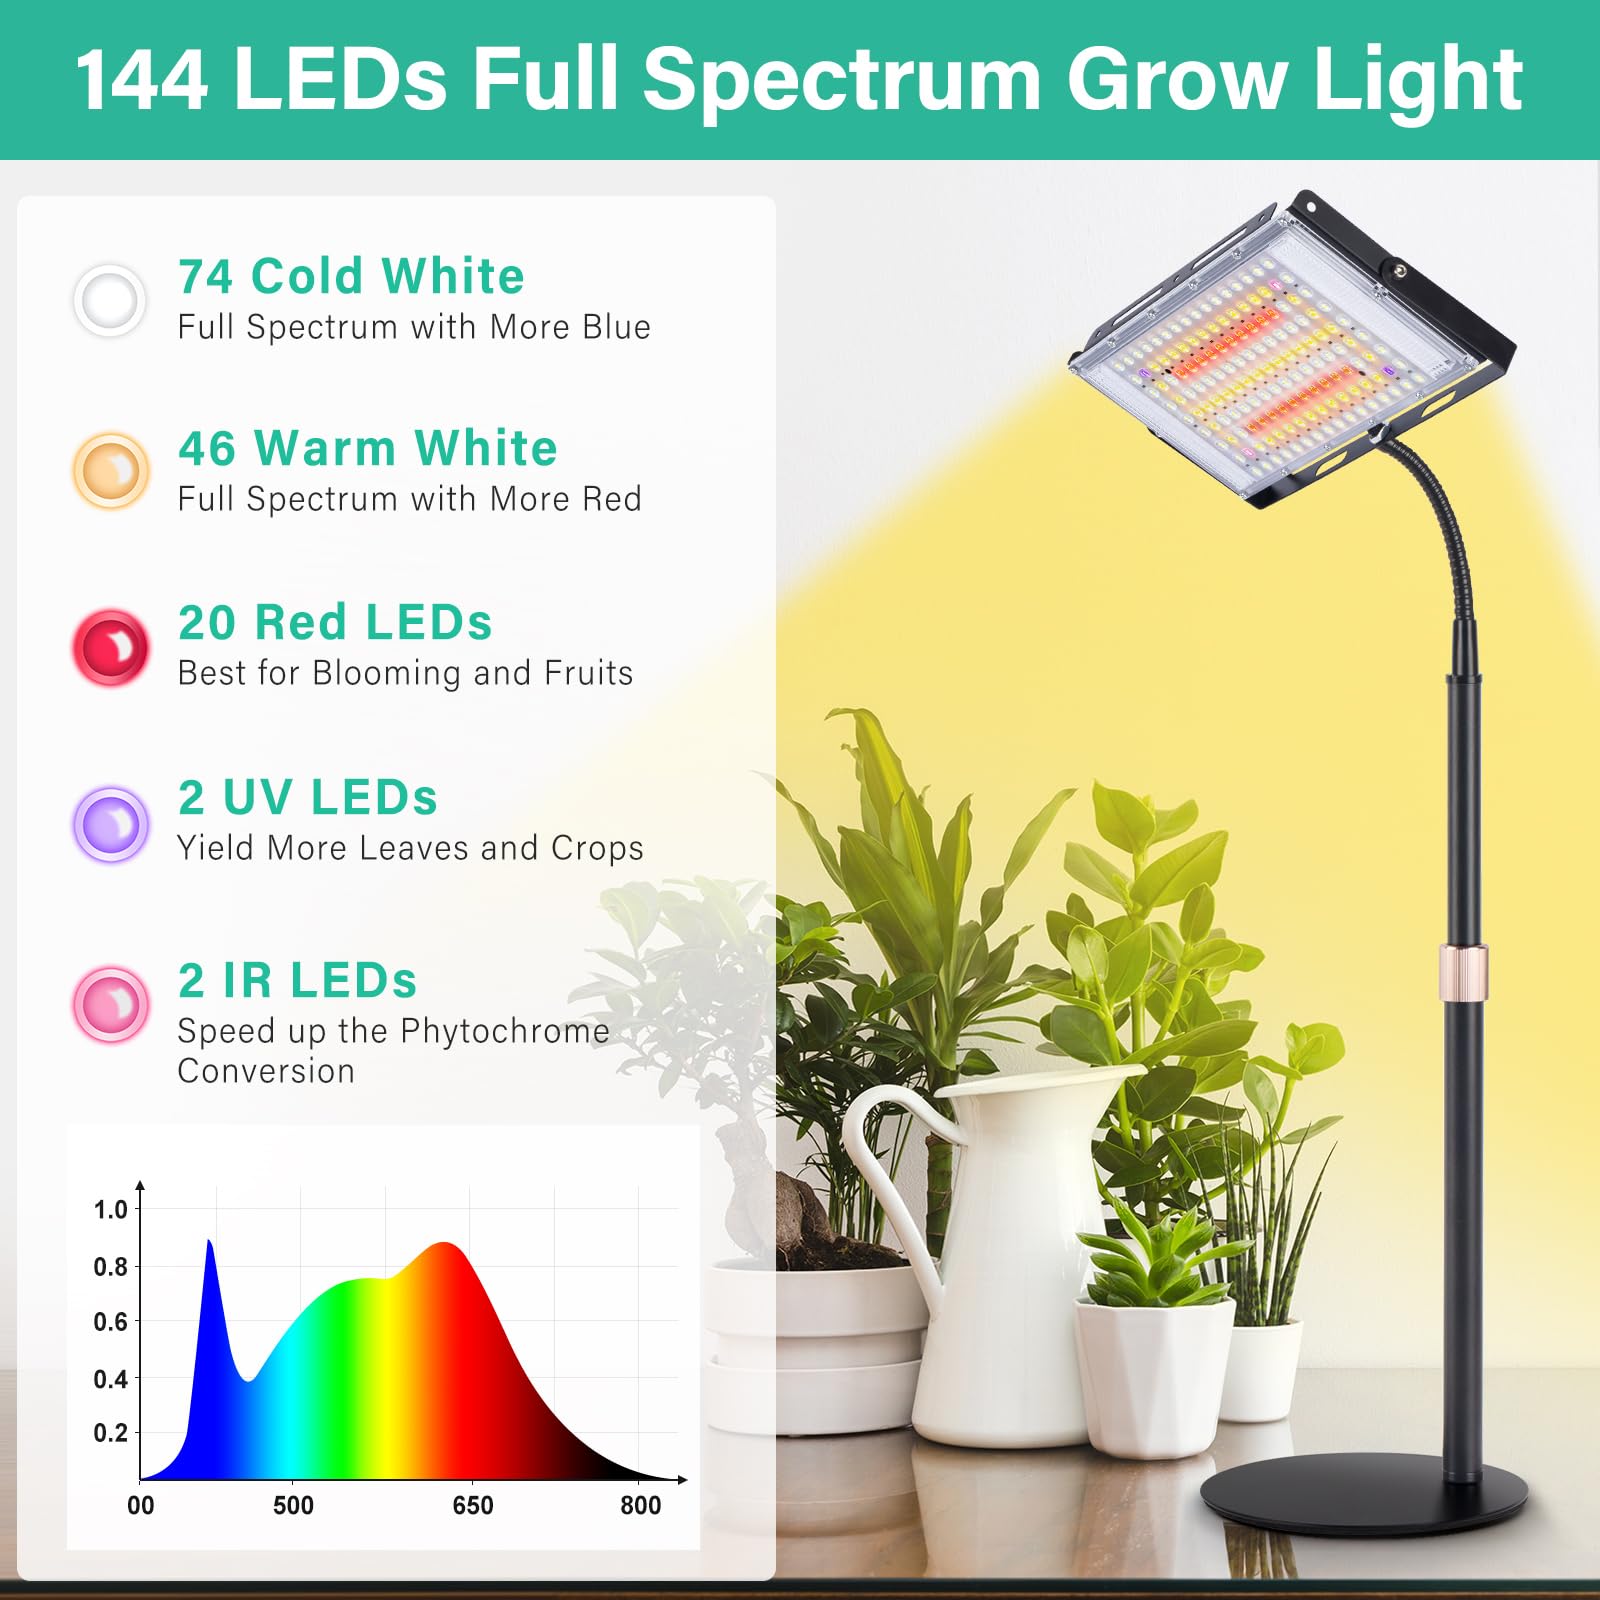 144 LEDs Full Spectrum Grow Light
74 Cold White
Full Spectrum with More Blue
46 Warm White
Full Spectrum with More Red
20 Red LEDs
Best for Blooming and Fruits
2 UV LEDs
Yield More Leaves and Crops
2 IR LEDs
Speed up the Phytochrome
Conversion
1.0
0.8
0.6
0.4
0.2
00 500 650 800